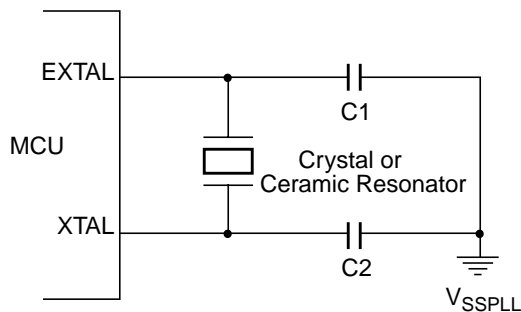 EXTAL
C1
MCU
Crystal or
Ceramic Resonator
XTAL
C2
VSSPLL